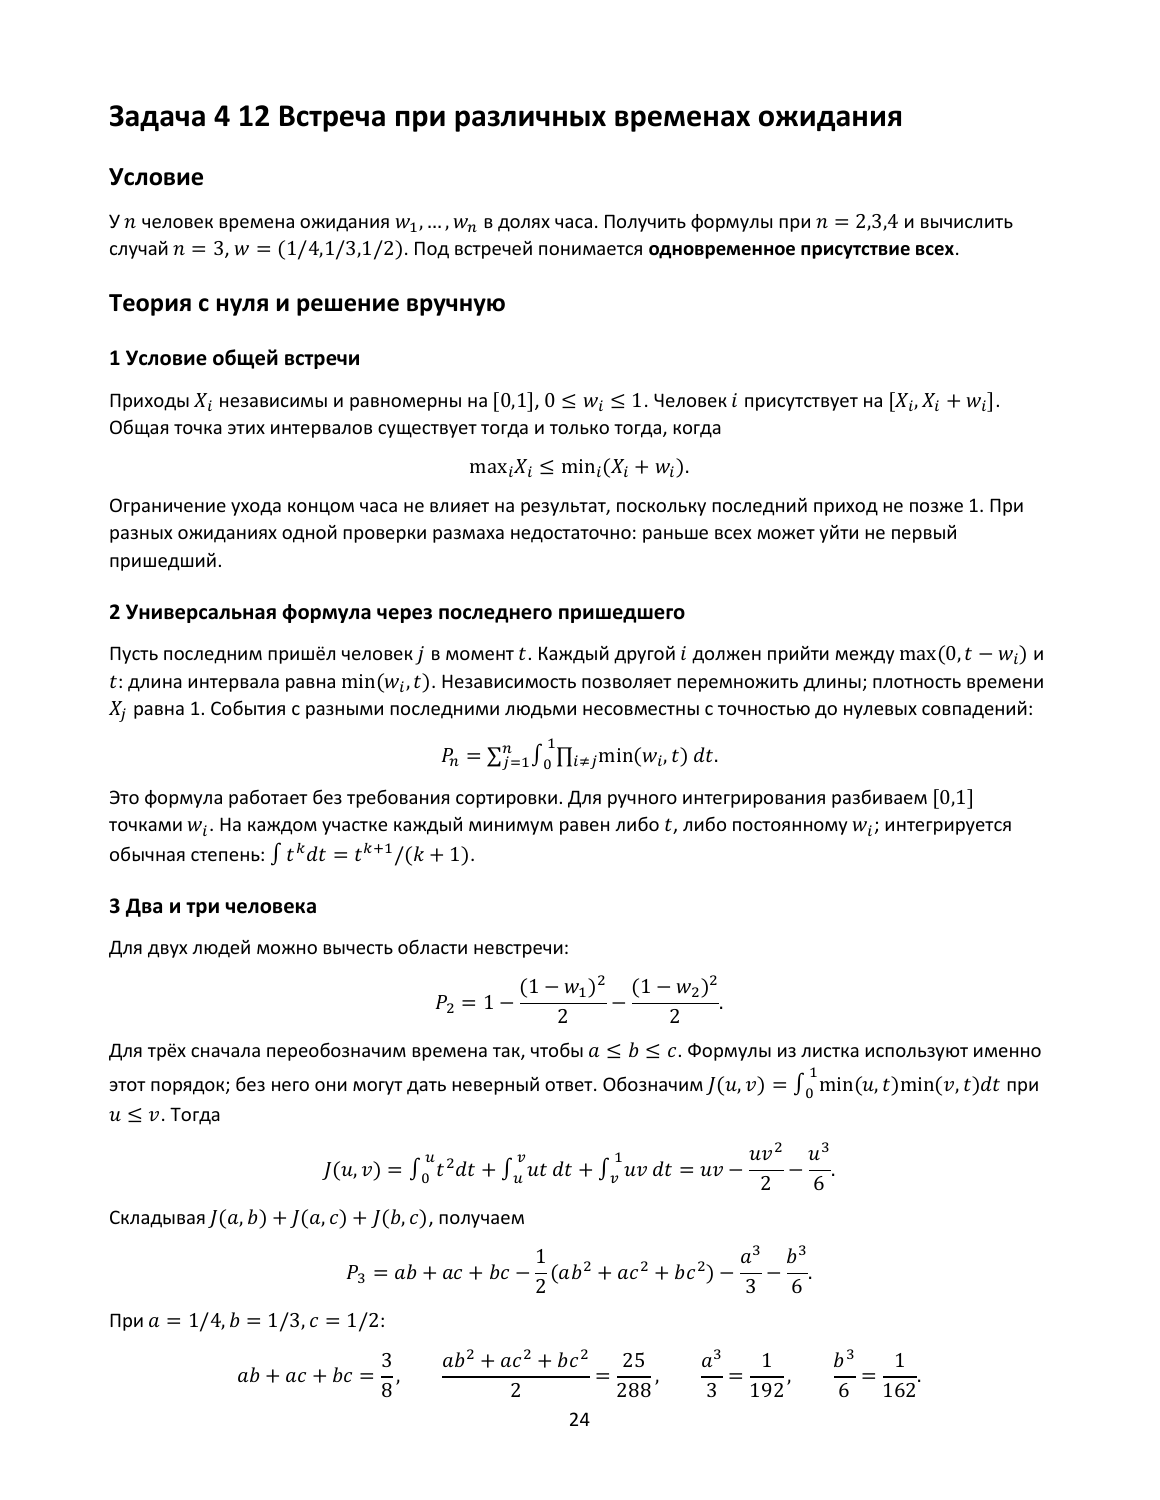 Задача 4 12 Встреча при различных временах ожидания
Условие
У n человек времена ожидания w₁, … , wₙ в долях часа. Получить формулы при n = 2,3,4 и вычислить
случай n = 3, w = (1/4,1/3,1/2). Под встречей понимается одновременное присутствие всех.
Теория с нуля и решение вручную
1 Условие общей встречи
Приходы Xᵢ независимы и равномерны на [0,1], 0 ≤ wᵢ ≤ 1. Человек i присутствует на [Xᵢ, Xᵢ + wᵢ].
Общая точка этих интервалов существует тогда и только тогда, когда
maxᵢXᵢ ≤ minᵢ(Xᵢ + wᵢ).
Ограничение ухода концом часа не влияет на результат, поскольку последний приход не позже 1. При
разных ожиданиях одной проверки размаха недостаточно: раньше всех может уйти не первый
пришедший.
2 Универсальная формула через последнего пришедшего
Пусть последним пришёл человек j в момент t. Каждый другой i должен прийти между max(0, t − wᵢ) и
t: длина интервала равна min(wᵢ, t). Независимость позволяет перемножить длины; плотность времени
Xⱼ равна 1. События с разными последними людьми несовместны с точностью до нулевых совпадений:
Pₙ = ∑ⱼ₌₁ⁿ ∫₀¹ ∏_{i≠j} min(wᵢ, t) dt.
Это формула работает без требования сортировки. Для ручного интегрирования разбиваем [0,1]
точками wᵢ. На каждом участке каждый минимум равен либо t, либо постоянному wᵢ; интегрируется
обычная степень: ∫ tᵏdt = tᵏ⁺¹/(k + 1).
3 Два и три человека
Для двух людей можно вычесть области невстречи:
P₂ = 1 − (1 − w₁)²/2 − (1 − w₂)²/2.
Для трёх сначала переобозначим времена так, чтобы a ≤ b ≤ c. Формулы из листка используют именно
этот порядок; без него они могут дать неверный ответ. Обозначим J(u, v) = ∫₀¹ min(u, t)min(v, t)dt при
u ≤ v. Тогда
J(u, v) = ∫₀ᵘ t²dt + ∫ᵤᵛ ut dt + ∫ᵥ¹ uv dt = uv − uv²/2 − u³/6.
Складывая J(a, b) + J(a, c) + J(b, c), получаем
P₃ = ab + ac + bc − 1/2 (ab² + ac² + bc²) − a³/3 − b³/6.
При a = 1/4, b = 1/3, c = 1/2:
ab + ac + bc = 3/8, (ab² + ac² + bc²)/2 = 25/288, a³/3 = 1/192, b³/6 = 1/162.
24